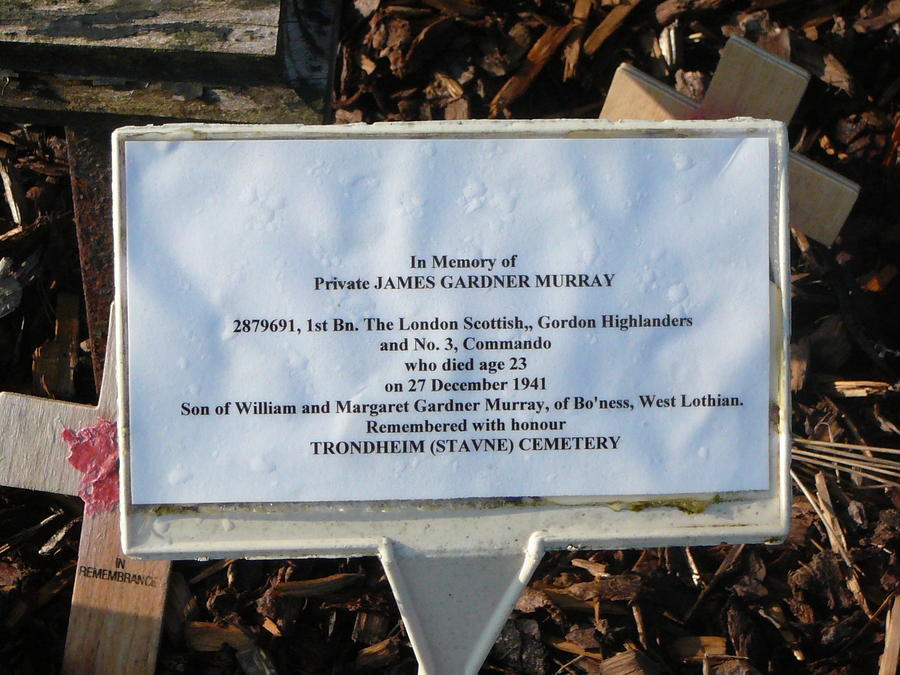 In Memory of
Private JAMES GARDNER MURRAY
2879691, 1st Bn. The London Scottish,, Gordon Highlanders
and No. 3, Commando
who died age 23
on 27 December 1941
Son of William and Margaret Gardner Murray, of Bo'ness, West Lothian.
Remembered with honour
TRONDHEIM (STAVNE) CEMETERY
IN
REMEMBRANCE